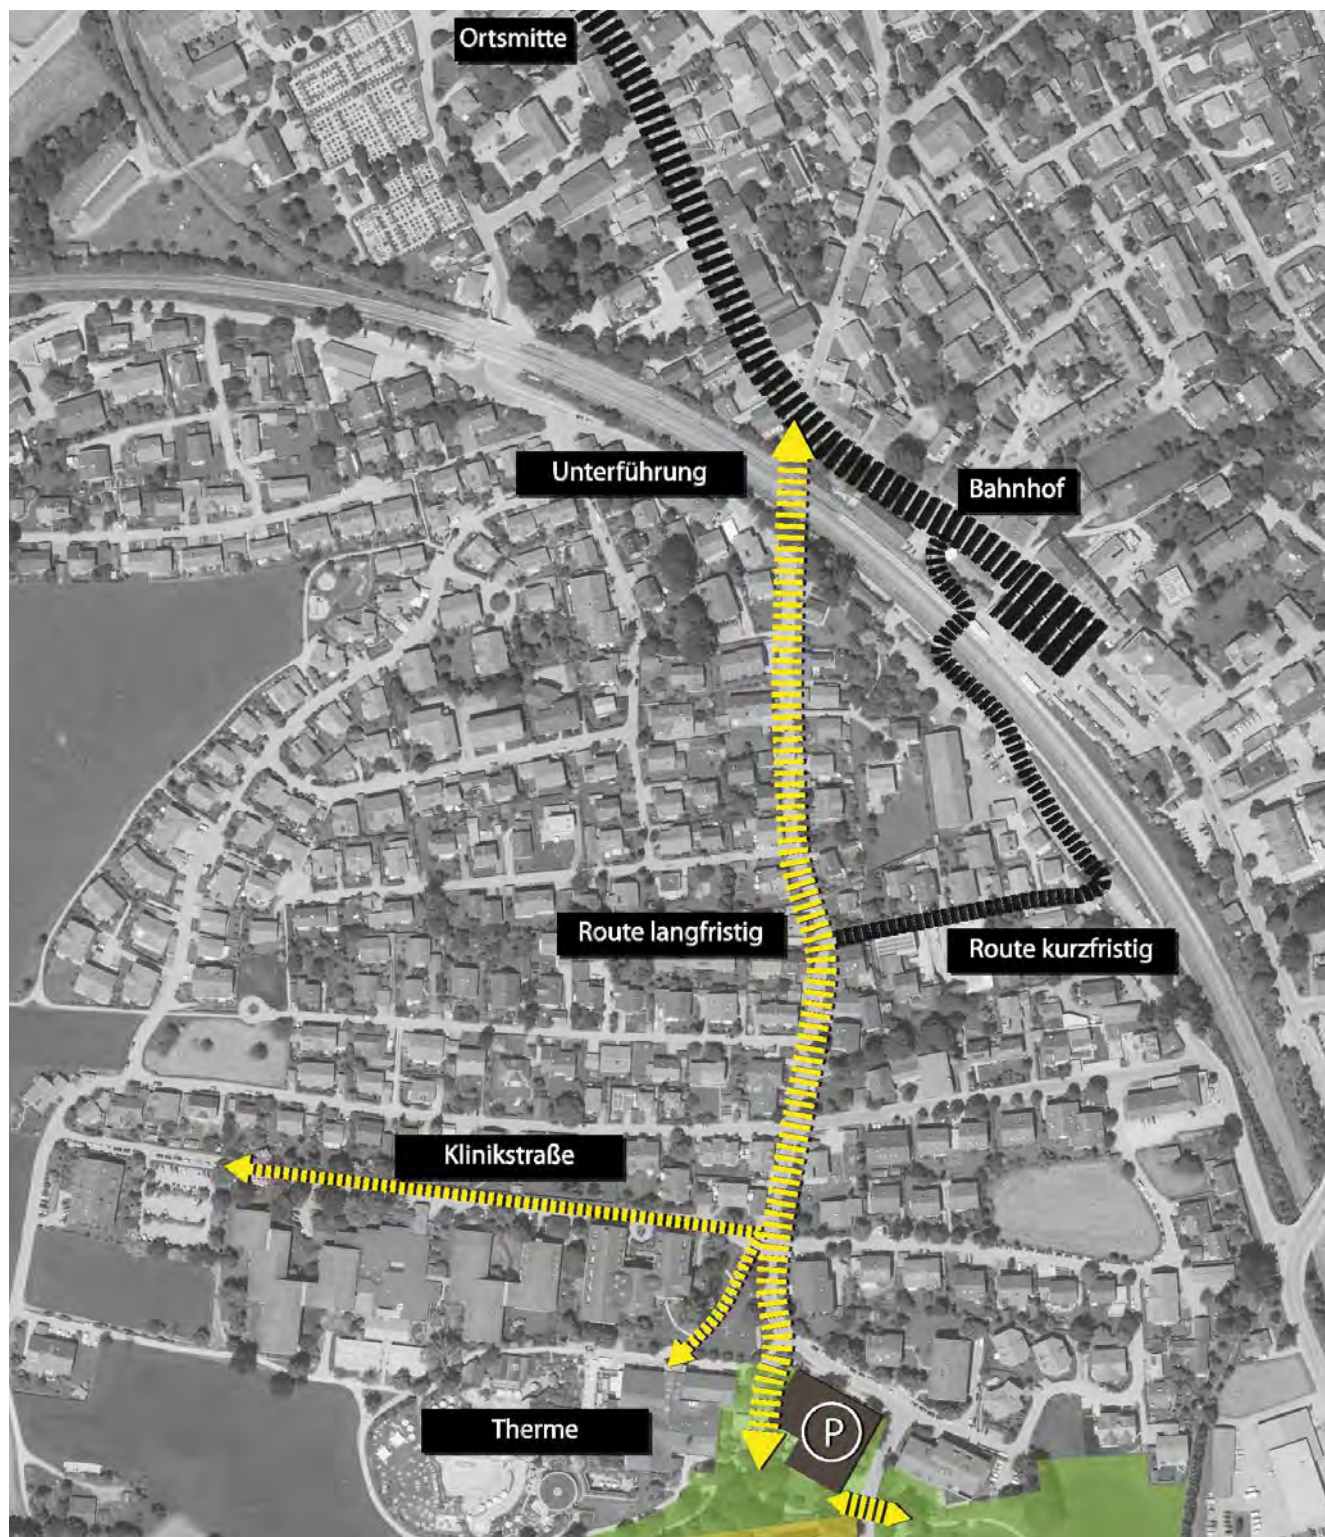 Ortsmitte
Unterführung
Bahnhof
Route langfristig
Route kurzfristig
Klinikstraße
Therme
P